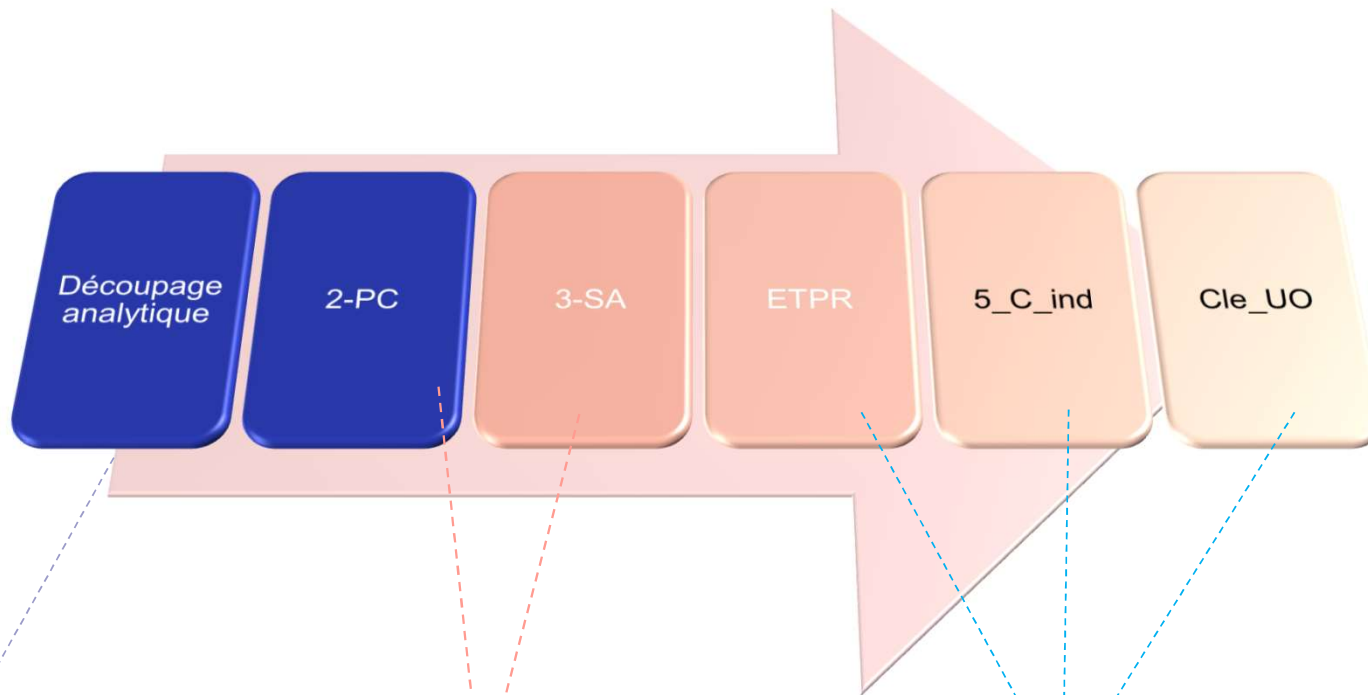 Découpage
analytique
2-PC
3-SA
ETPR
5_C_ind
Cle_UO